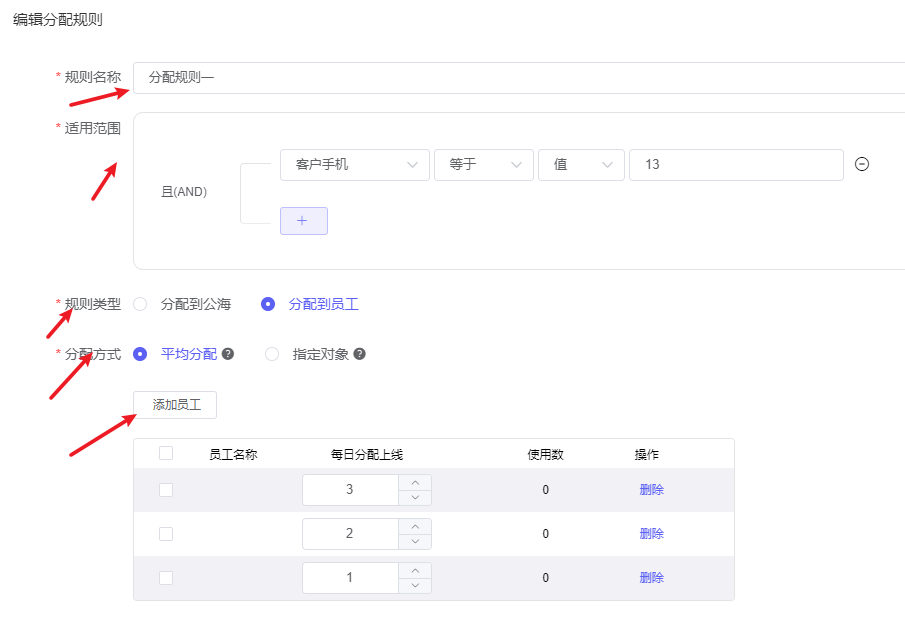 编辑分配规则
* 规则名称 分配规则一
* 适用范围
客户手机 等于 值 13
且(AND)
+
* 规则类型 分配到公海 分配到员工
* 分配方式 平均分配 ? 指定对象 ?
添加员工
员工名称 每日分配上线 使用数 操作
3 0 删除
2 0 删除
1 0 删除